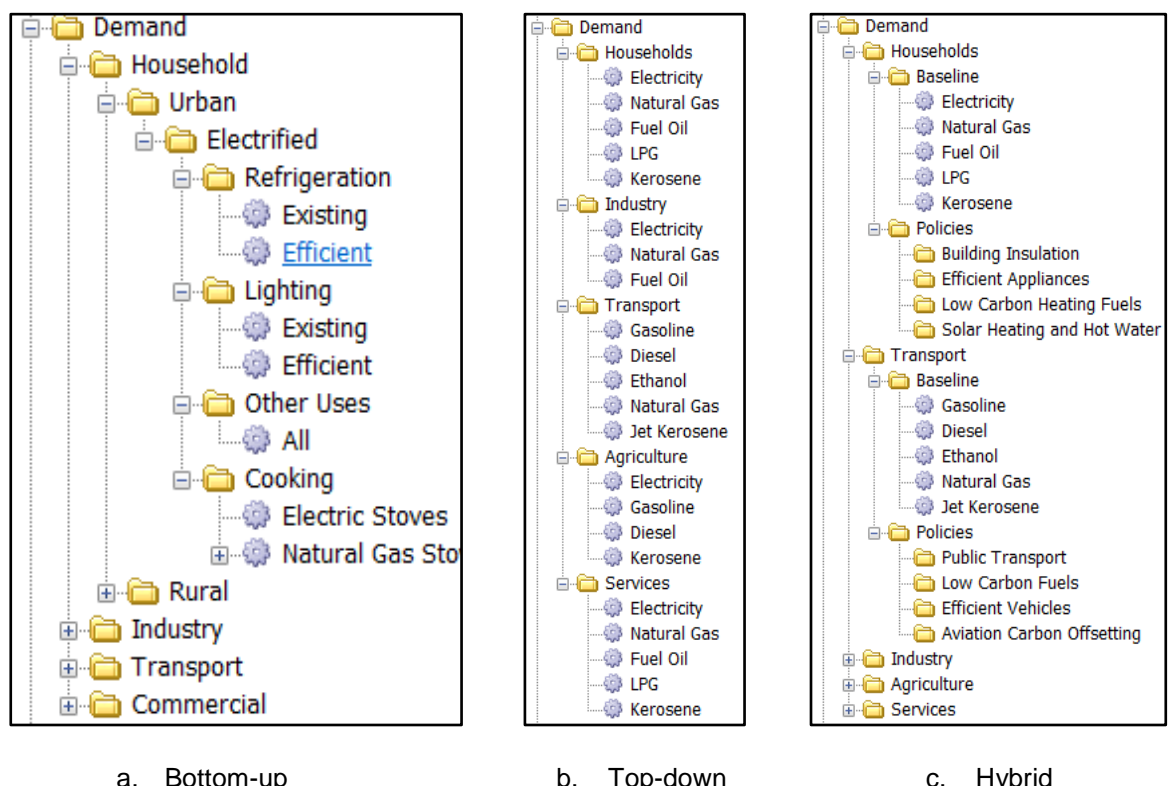 Demand
Household
Urban
Electrified
Refrigeration
Existing
Efficient
Lighting
Existing
Efficient
Other Uses
All
Cooking
Electric Stoves
Natural Gas Sto
Rural
Industry
Transport
Commercial
a. Bottom-up
Demand
Households
Electricity
Natural Gas
Fuel Oil
LPG
Kerosene
Industry
Electricity
Natural Gas
Fuel Oil
Transport
Gasoline
Diesel
Ethanol
Natural Gas
Jet Kerosene
Agriculture
Electricity
Gasoline
Diesel
Kerosene
Services
Electricity
Natural Gas
Fuel Oil
LPG
Kerosene
b. Top-down
Demand
Households
Baseline
Electricity
Natural Gas
Fuel Oil
LPG
Kerosene
Policies
Building Insulation
Efficient Appliances
Low Carbon Heating Fuels
Solar Heating and Hot Water
Transport
Baseline
Gasoline
Diesel
Ethanol
Natural Gas
Jet Kerosene
Policies
Public Transport
Low Carbon Fuels
Efficient Vehicles
Aviation Carbon Offsetting
Industry
Agriculture
Services
c. Hybrid